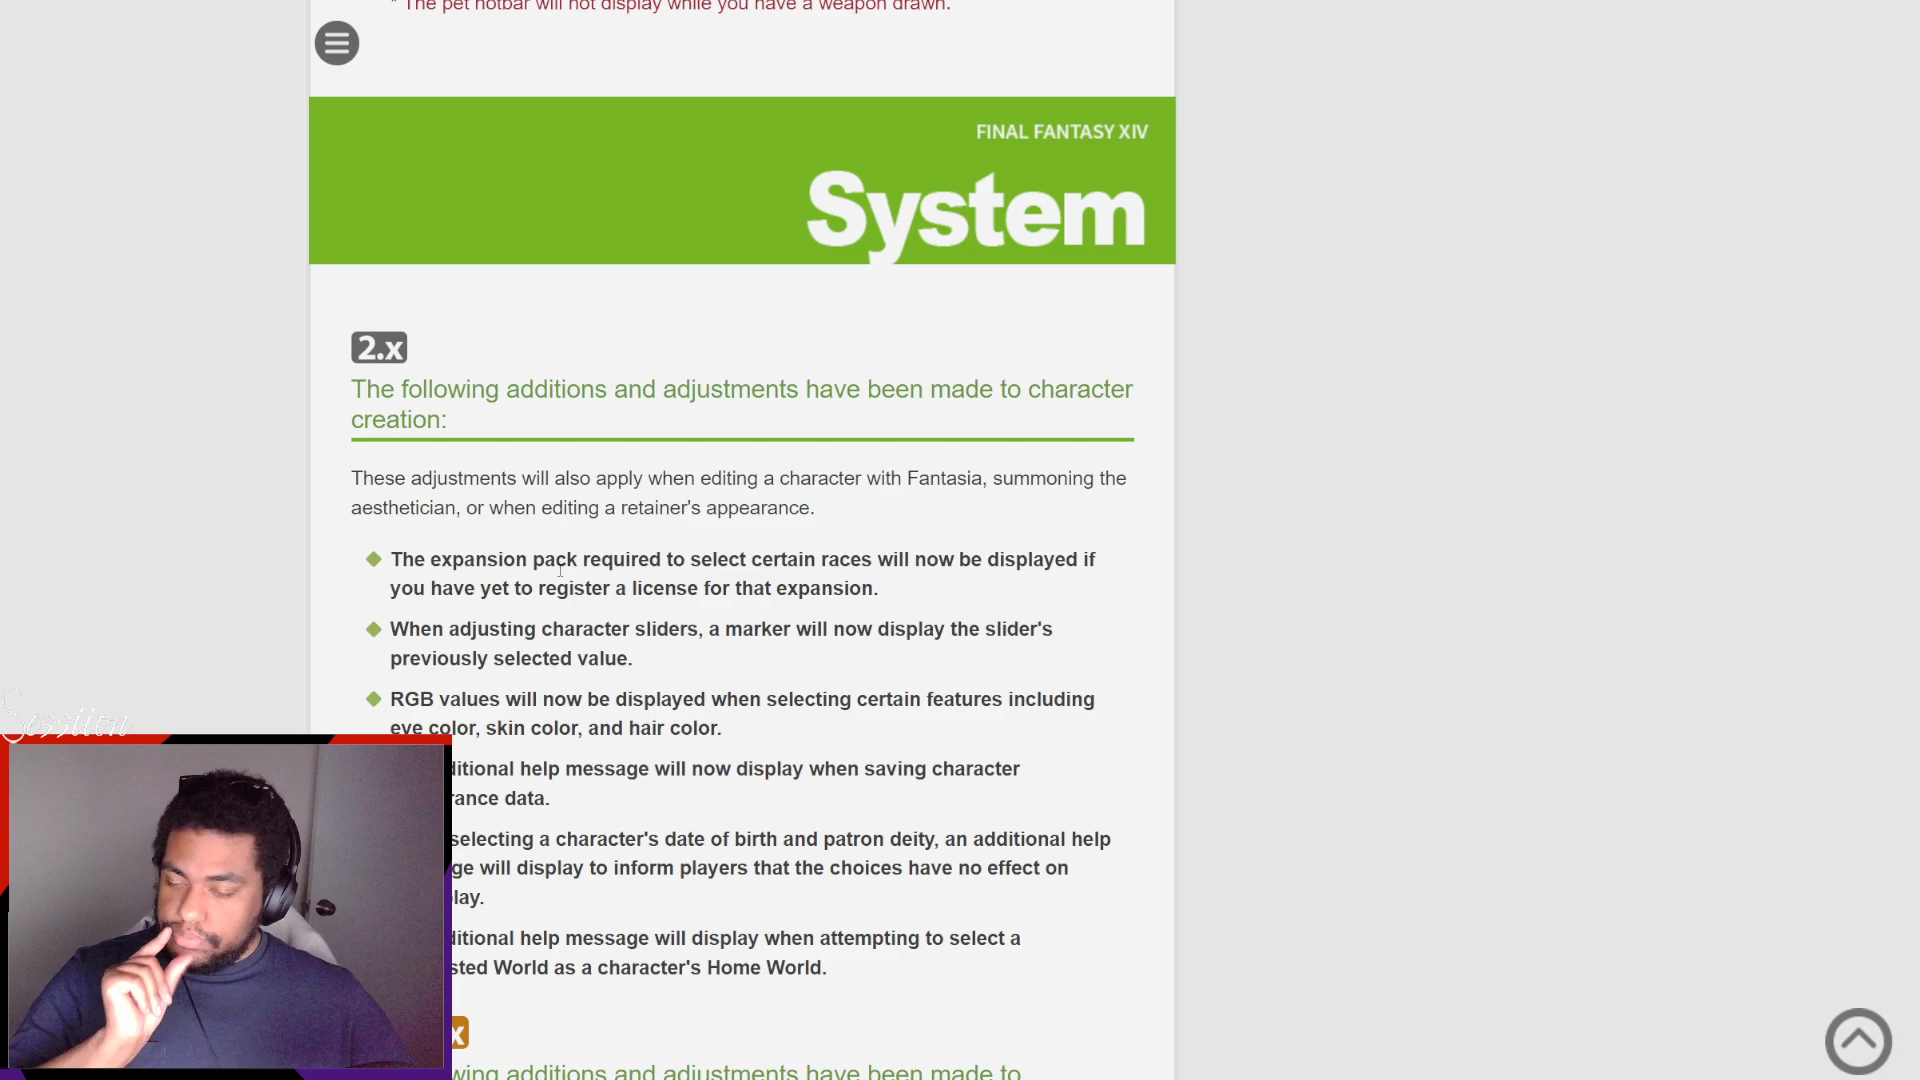 * The pet hotbar will not display while you have a weapon drawn.
FINAL FANTASY XIV
System
2.x
The following additions and adjustments have been made to character
creation:
These adjustments will also apply when editing a character with Fantasia, summoning the
aesthetician, or when editing a retainer's appearance.
The expansion pack required to select certain races will now be displayed if
you have yet to register a license for that expansion.
When adjusting character sliders, a marker will now display the slider's
previously selected value.
RGB values will now be displayed when selecting certain features including
eye color, skin color, and hair color.
Sessiion
ditional help message will now display when saving character
rance data.
selecting a character's date of birth and patron deity, an additional help
ge will display to inform players that the choices have no effect on
lay.
ditional help message will display when attempting to select a
sted World as a character's Home World.
x
wing additions and adjustments have been made to